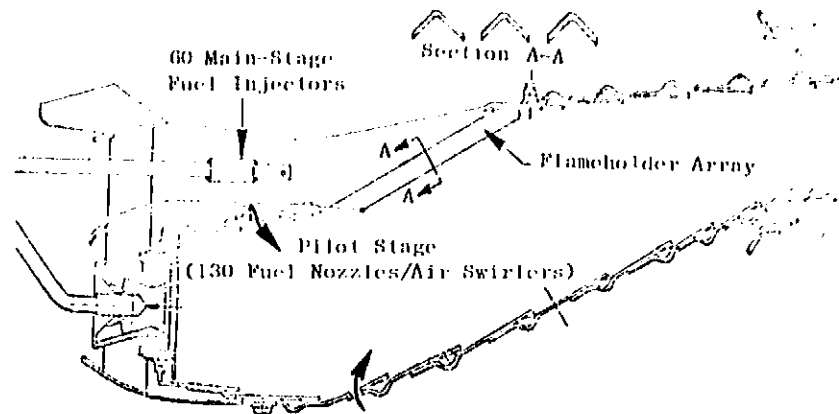 60 Main-Stage
Fuel Injectors
Section A-A
A
A
Flameholder Array
Pilot Stage
(130 Fuel Nozzles/Air Swirlers)